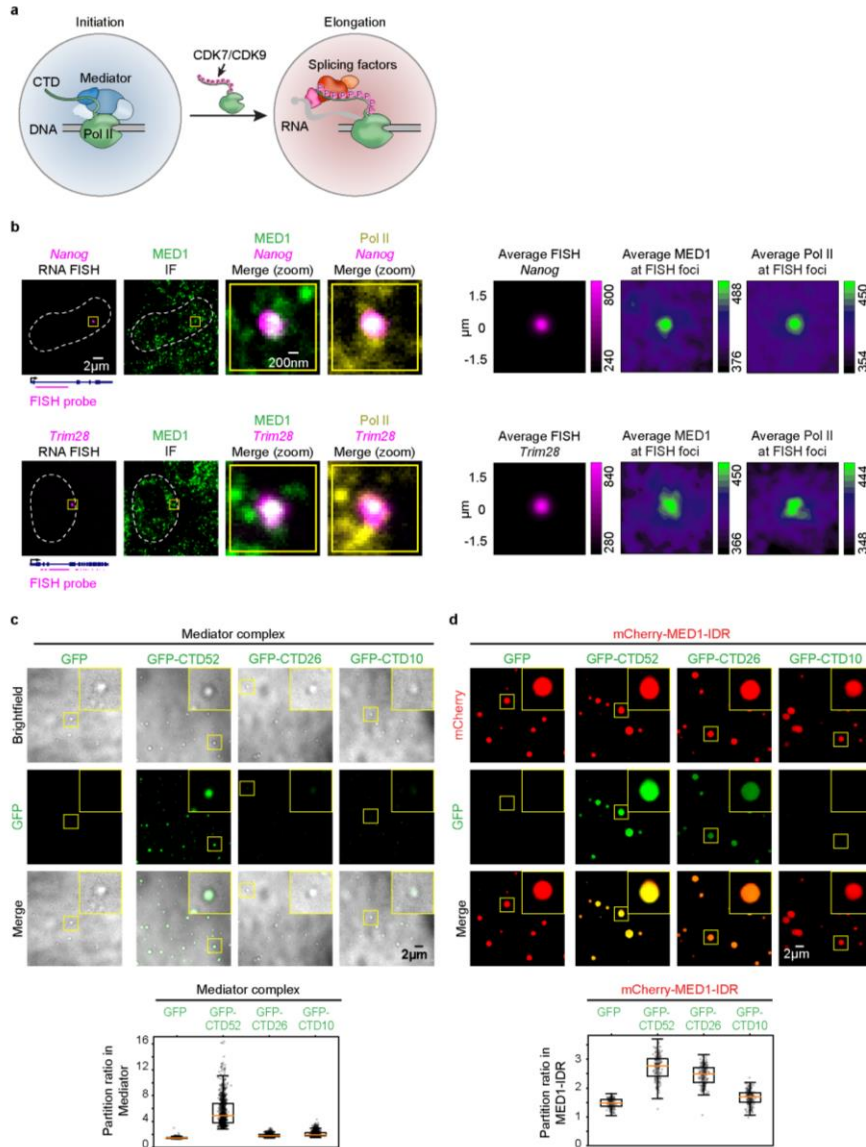 a
Initiation
Elongation
CDK7/CDK9
CTD
Mediator
DNA
Pol II
Splicing factors
RNA
b
Nanog
RNA FISH
MED1
IF
MED1
Nanog
Merge (zoom)
Pol II
Nanog
Merge (zoom)
Average FISH
Nanog
Average MED1
at FISH foci
Average Pol II
at FISH foci
2μm
200nm
FISH probe
1.5
0
-1.5
μm
800
240
488
376
450
354
Trim28
RNA FISH
MED1
IF
MED1
Trim28
Merge (zoom)
Pol II
Trim28
Merge (zoom)
Average FISH
Trim28
Average MED1
at FISH foci
Average Pol II
at FISH foci
FISH probe
1.5
0
-1.5
μm
840
280
450
366
444
348
c
Mediator complex
GFP
GFP-CTD52
GFP-CTD26
GFP-CTD10
Brightfield
GFP
Merge
2μm
Mediator complex
GFP
GFP-
CTD52
GFP-
CTD26
GFP-
CTD10
Partition ratio in
Mediator
16
12
8
4
0
d
mCherry-MED1-IDR
GFP
GFP-CTD52
GFP-CTD26
GFP-CTD10
mCherry
GFP
Merge
2μm
mCherry-MED1-IDR
GFP
GFP-
CTD52
GFP-
CTD26
GFP-
CTD10
Partition ratio in
MED1-IDR
3
2
1
0